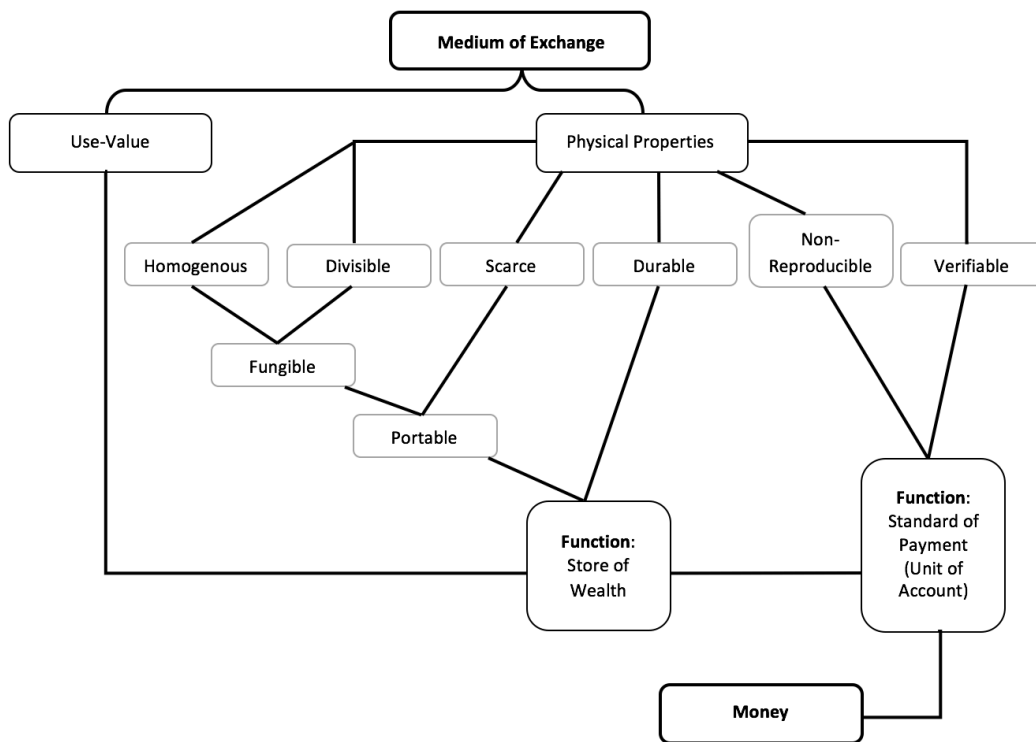 Medium of Exchange
Use-Value
Physical Properties
Homogenous
Divisible
Scarce
Durable
Non-
Reproducible
Verifiable
Fungible
Portable
Function:
Store of
Wealth
Function:
Standard of
Payment
(Unit of
Account)
Money